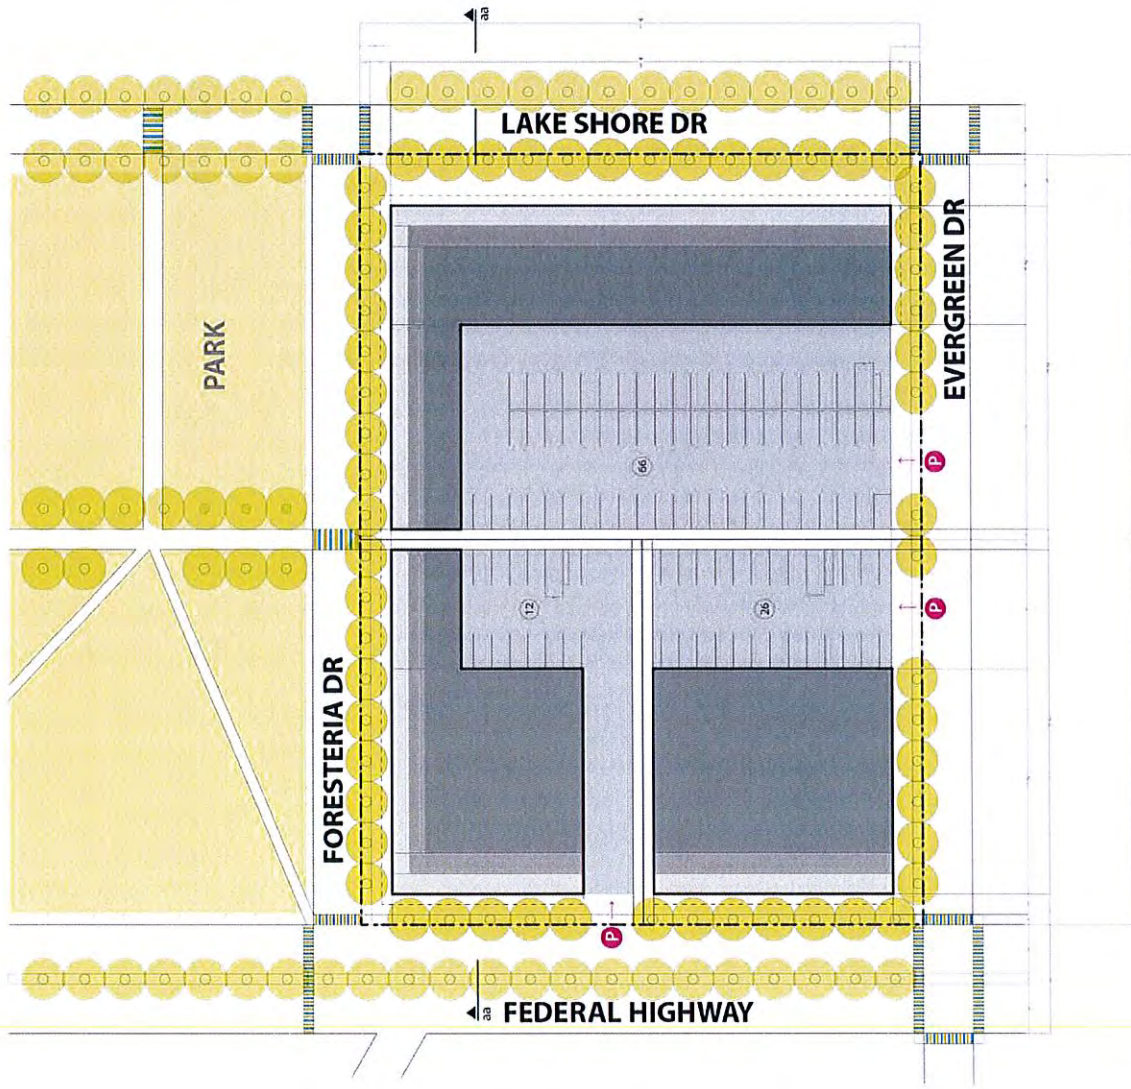 aa
LAKE SHORE DR
PARK
EVERGREEN DR
66
P
12
26
P
FORESTERIA DR
P
aa
FEDERAL HIGHWAY